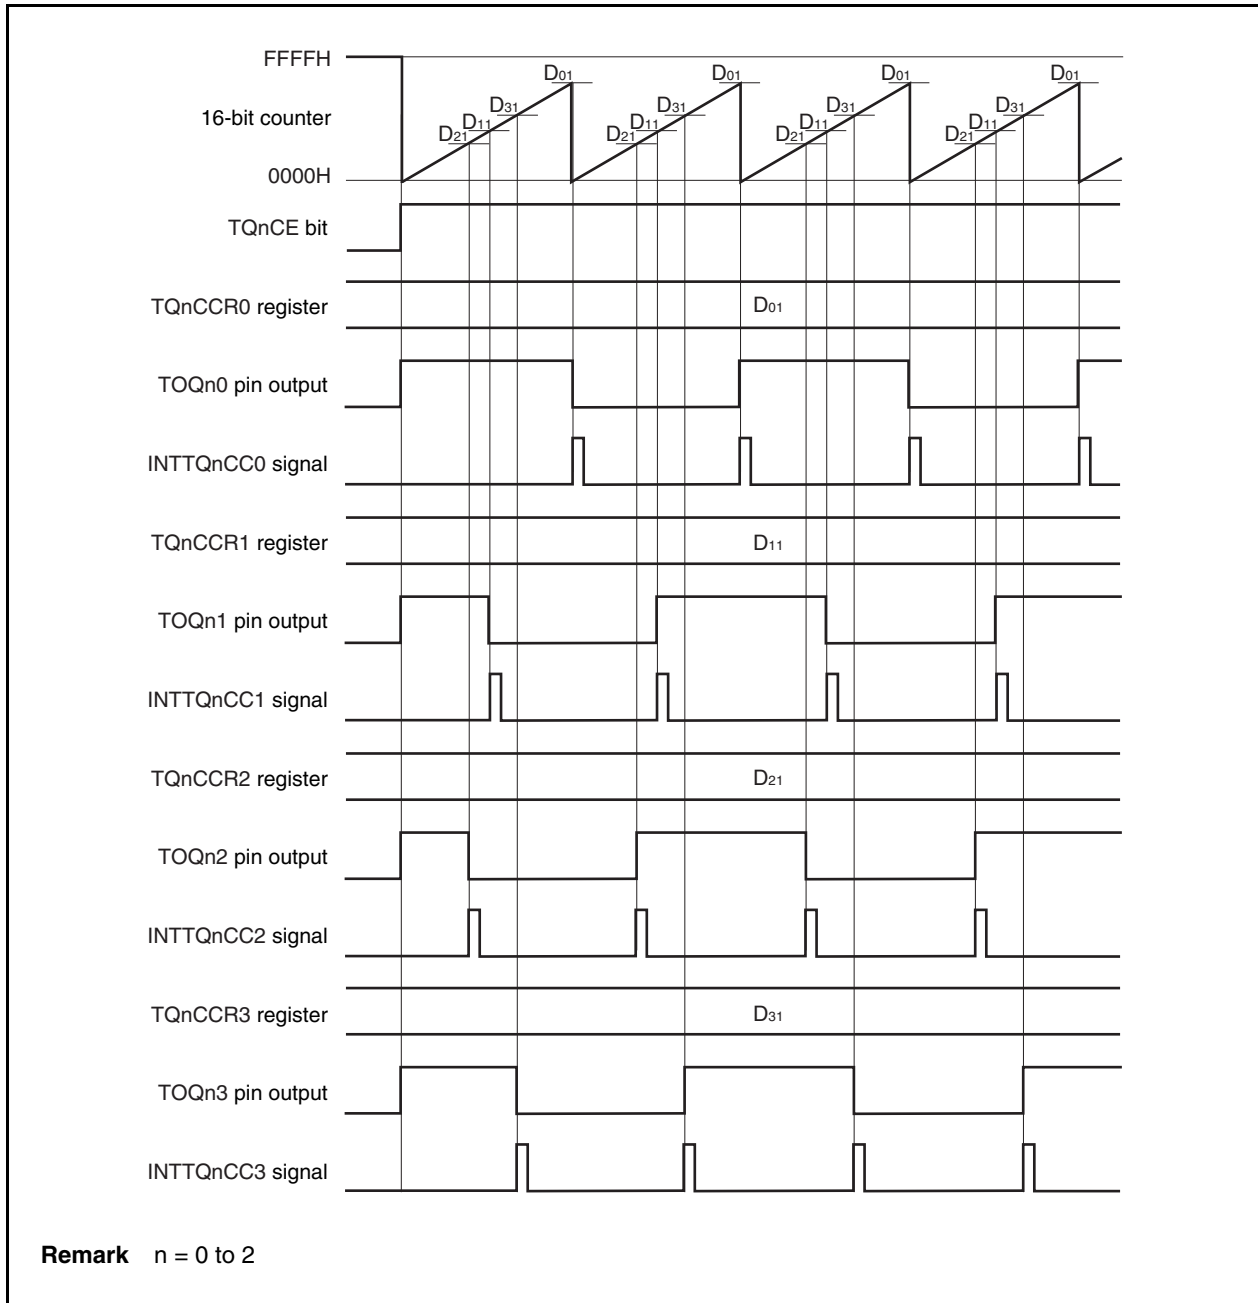 FFFFH
D01 D01 D01 D01
D31 D31 D31 D31
16-bit counter
D11 D11 D11 D11
D21 D21 D21 D21
0000H
TQnCE bit
TQnCCR0 register D01
TOQn0 pin output
INTTQnCC0 signal
TQnCCR1 register D11
TOQn1 pin output
INTTQnCC1 signal
TQnCCR2 register D21
TOQn2 pin output
INTTQnCC2 signal
TQnCCR3 register D31
TOQn3 pin output
INTTQnCC3 signal
Remark n = 0 to 2